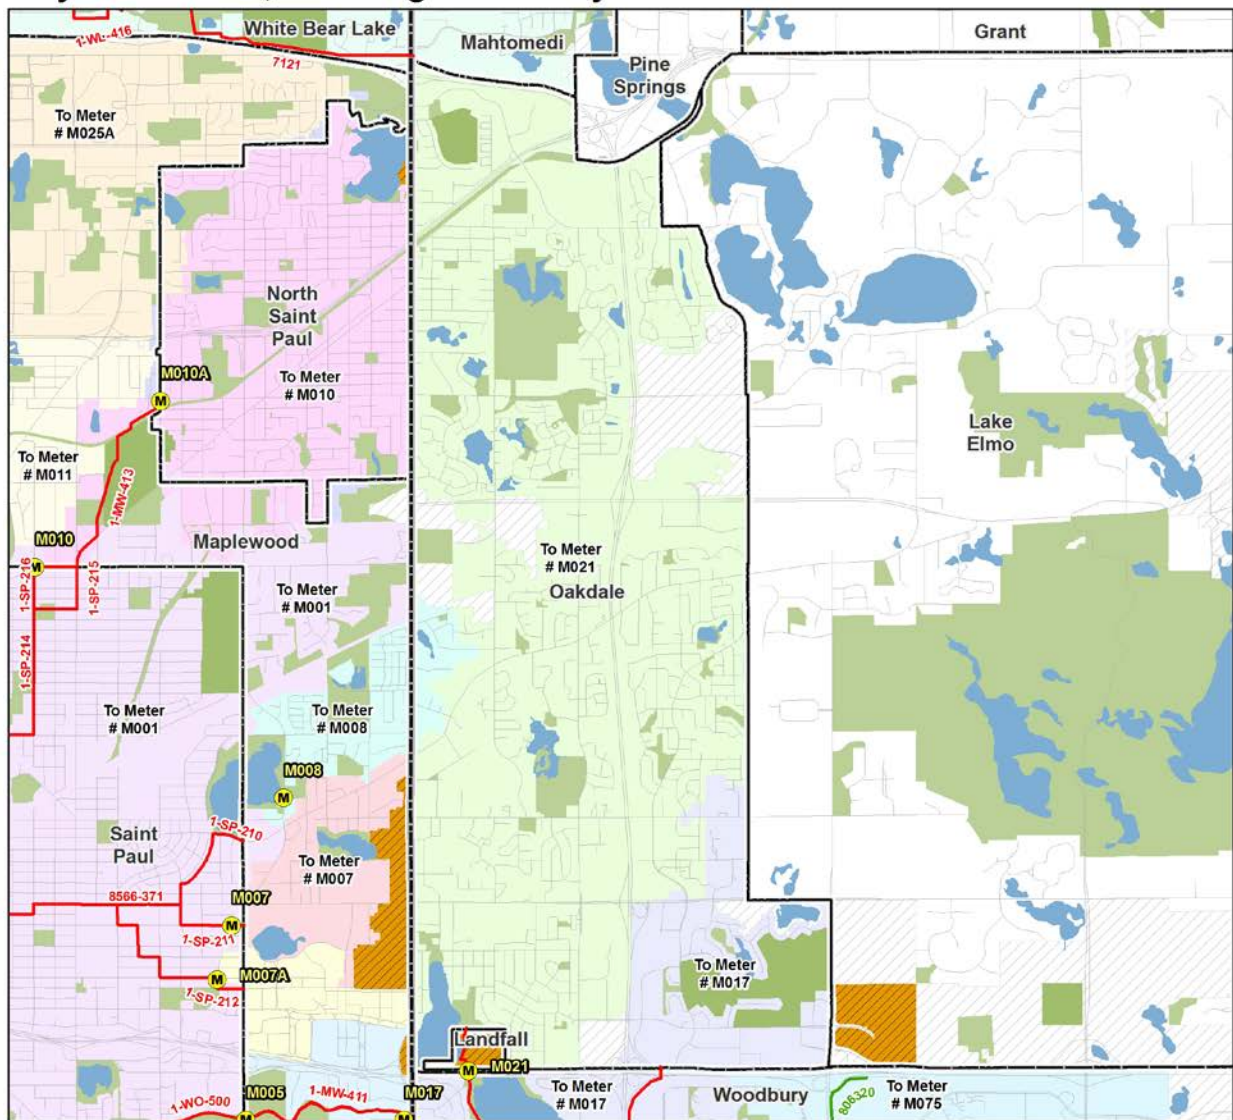 1-WL-416
White Bear Lake
7121
Mahtomedi
Pine
Springs
Grant
To Meter
# M025A
North
Saint
Paul
M010A
M
To Meter
# M010
To Meter
# M011
1-MW-413
Lake
Elmo
M010
M
Maplewood
To Meter
# M021
Oakdale
1-SP-216
1-SP-215
To Meter
# M001
1-SP-214
To Meter
# M001
To Meter
# M008
M008
M
Saint
Paul
1-SP-210
To Meter
# M007
8566-371
M007
M
1-SP-211
M007A
M
1-SP-212
To Meter
# M017
Landfall
M021
M
M005
1-MW-411
M017
1-WO-500
To Meter
# M017
Woodbury
806320
To Meter
# M075